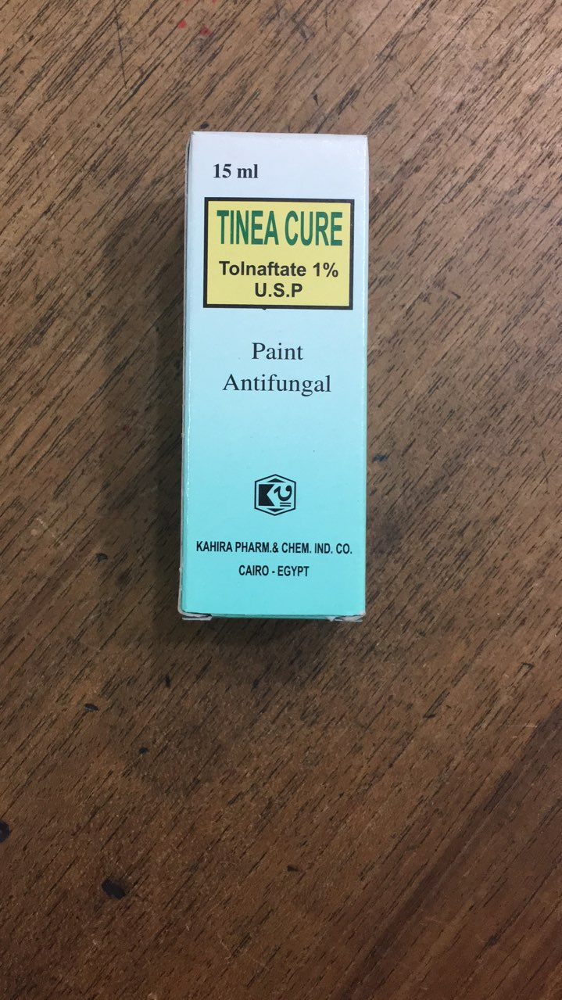 15 ml
TINEA CURE
Tolnaftate 1%
U.S.P
Paint
Antifungal
KAHIRA PHARM.& CHEM. IND. CO.
CAIRO - EGYPT